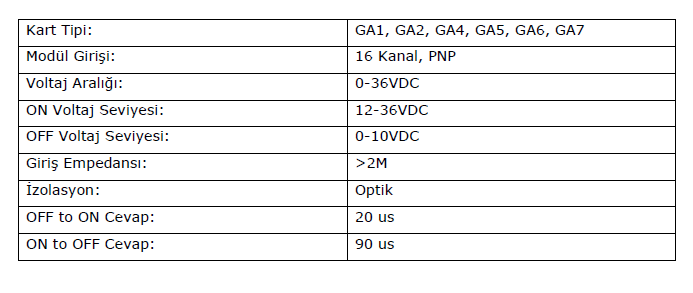 Kart Tipi: GA1, GA2, GA4, GA5, GA6, GA7
Modül Girişi: 16 Kanal, PNP
Voltaj Aralığı: 0-36VDC
ON Voltaj Seviyesi: 12-36VDC
OFF Voltaj Seviyesi: 0-10VDC
Giriş Empedansı: >2M
İzolasyon: Optik
OFF to ON Cevap: 20 us
ON to OFF Cevap: 90 us